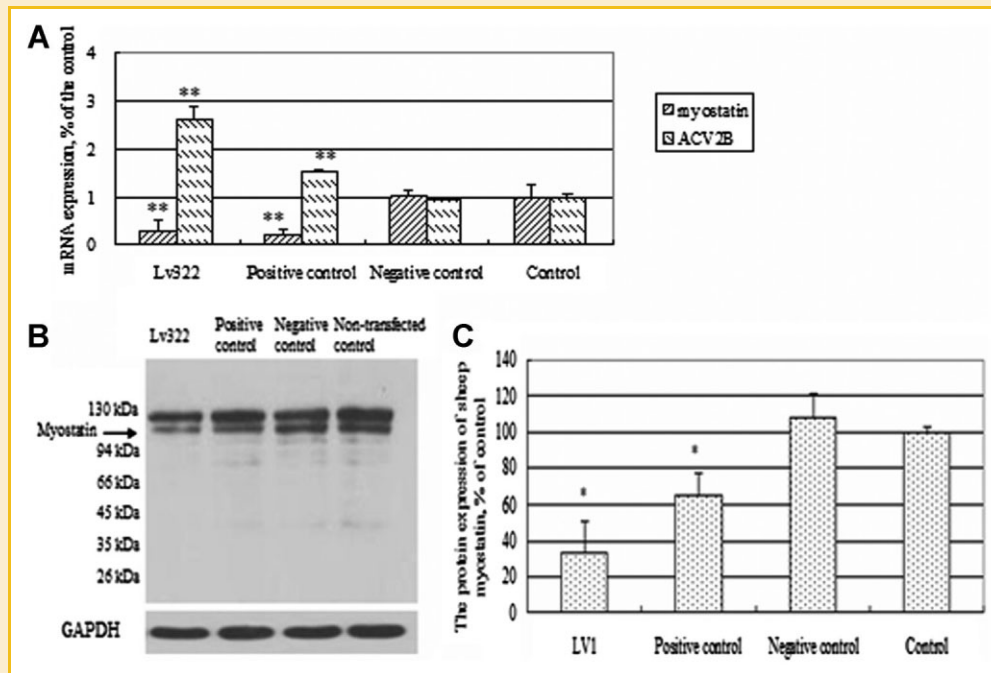 A
mRNA expression, % of the control
4
3
2
1
0
**
**
**
**
Lv322
Positive control
Negative control
Control
myostatin
ACV2B
B
Lv322
Positive control
Negative control
Non-transfected control
130 kDa
Myostatin
94 kDa
66 kDa
45 kDa
35 kDa
26 kDa
GAPDH
C
The protein expression of sheep
myostatin, % of control
140
120
100
80
60
40
20
0
*
*
LV1
Positive control
Negative control
Control